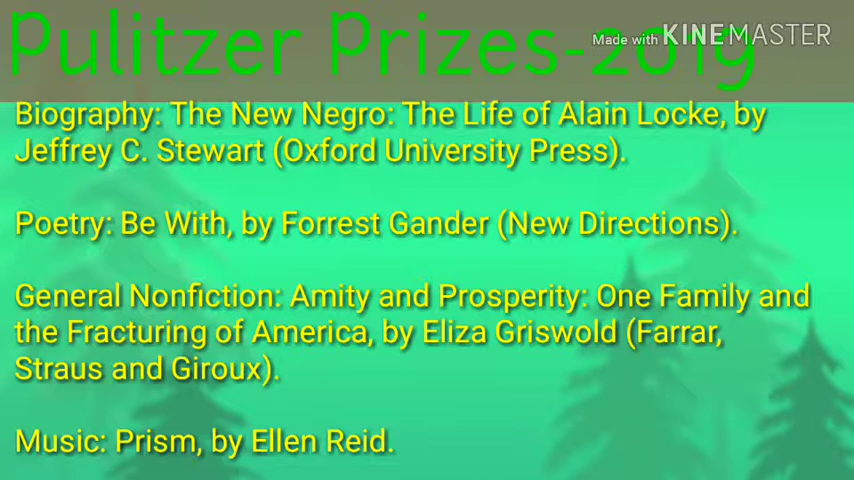 Pulitzer Prizes-2019
Made with KINEMASTER
Biography: The New Negro: The Life of Alain Locke, by
Jeffrey C. Stewart (Oxford University Press).
Poetry: Be With, by Forrest Gander (New Directions).
General Nonfiction: Amity and Prosperity: One Family and
the Fracturing of America, by Eliza Griswold (Farrar,
Straus and Giroux).
Music: Prism, by Ellen Reid.